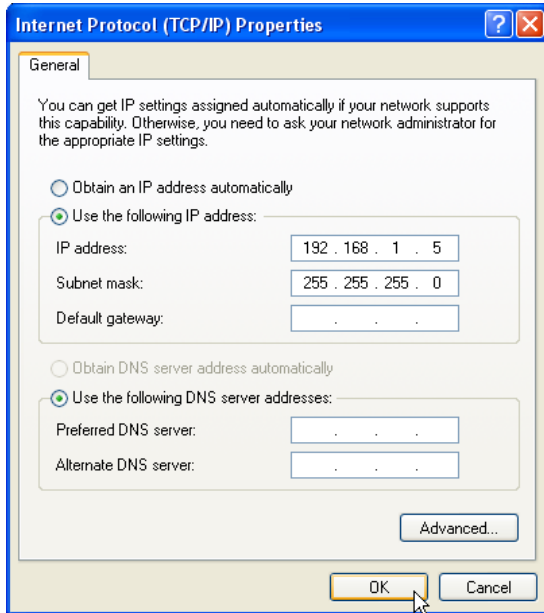 Internet Protocol (TCP/IP) Properties
General
You can get IP settings assigned automatically if your network supports
this capability. Otherwise, you need to ask your network administrator for
the appropriate IP settings.
Obtain an IP address automatically
Use the following IP address:
IP address: 192 . 168 . 1 . 5
Subnet mask: 255 . 255 . 255 . 0
Default gateway: . . .
Obtain DNS server address automatically
Use the following DNS server addresses:
Preferred DNS server: . . .
Alternate DNS server: . . .
Advanced...
OK Cancel